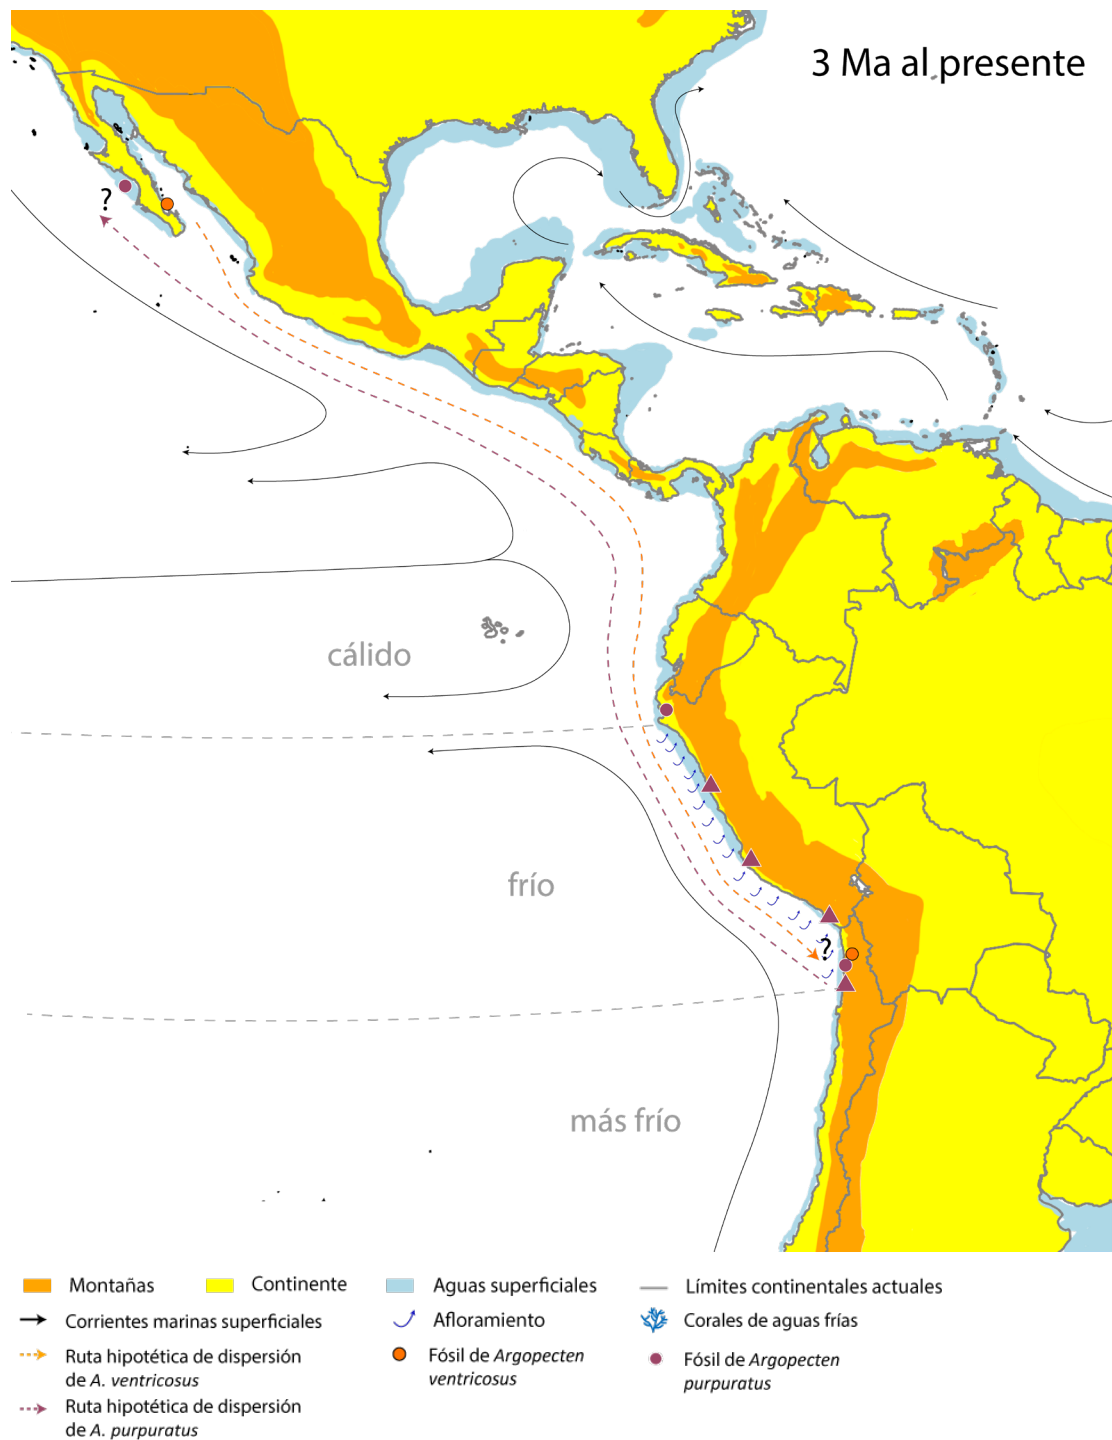 3 Ma al presente
?
cálido
frío
?
más frío
Montañas
Continente
Aguas superficiales
Límites continentales actuales
Corrientes marinas superficiales
Afloramiento
Corales de aguas frías
Ruta hipotética de dispersión
de A. ventricosus
Fósil de Argopecten
ventricosus
Fósil de Argopecten
purpuratus
Ruta hipotética de dispersión
de A. purpuratus